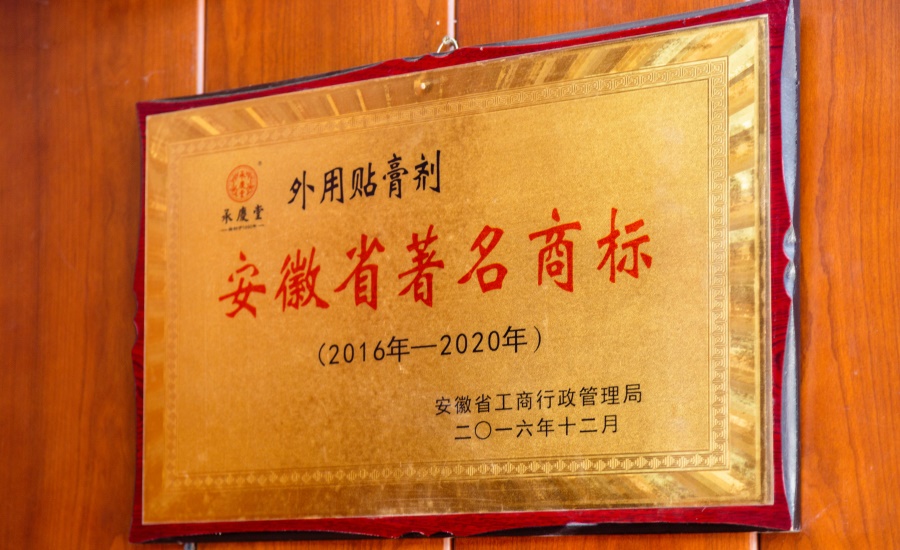 承慶堂
外用贴膏剂
安徽省著名商标
(2016年—2020年)
安徽省工商行政管理局
二〇一六年十二月